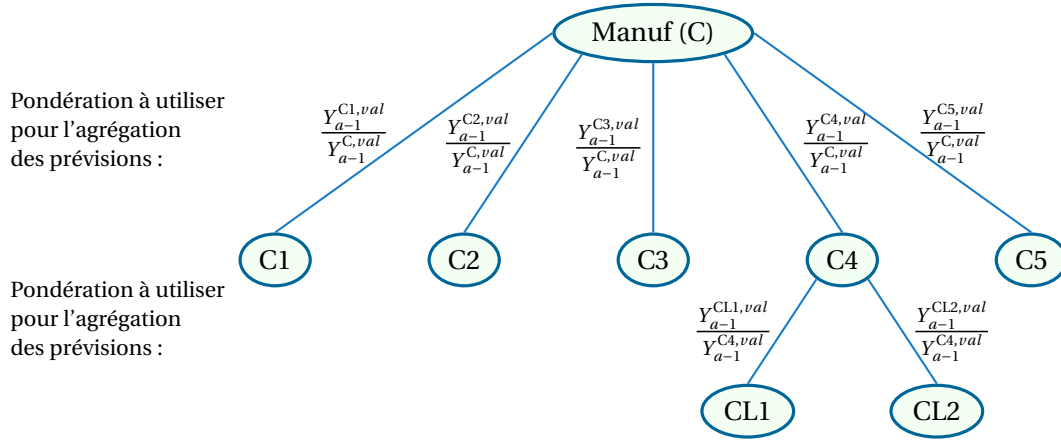 Manuf (C)
Pondération à utiliser
pour l'agrégation
des prévisions :
Y_{a−1}^{C1,val} / Y_{a−1}^{C,val}
Y_{a−1}^{C2,val} / Y_{a−1}^{C,val}
Y_{a−1}^{C3,val} / Y_{a−1}^{C,val}
Y_{a−1}^{C4,val} / Y_{a−1}^{C,val}
Y_{a−1}^{C5,val} / Y_{a−1}^{C,val}
C1
C2
C3
C4
C5
Pondération à utiliser
pour l'agrégation
des prévisions :
Y_{a−1}^{CL1,val} / Y_{a−1}^{C4,val}
Y_{a−1}^{CL2,val} / Y_{a−1}^{C4,val}
CL1
CL2